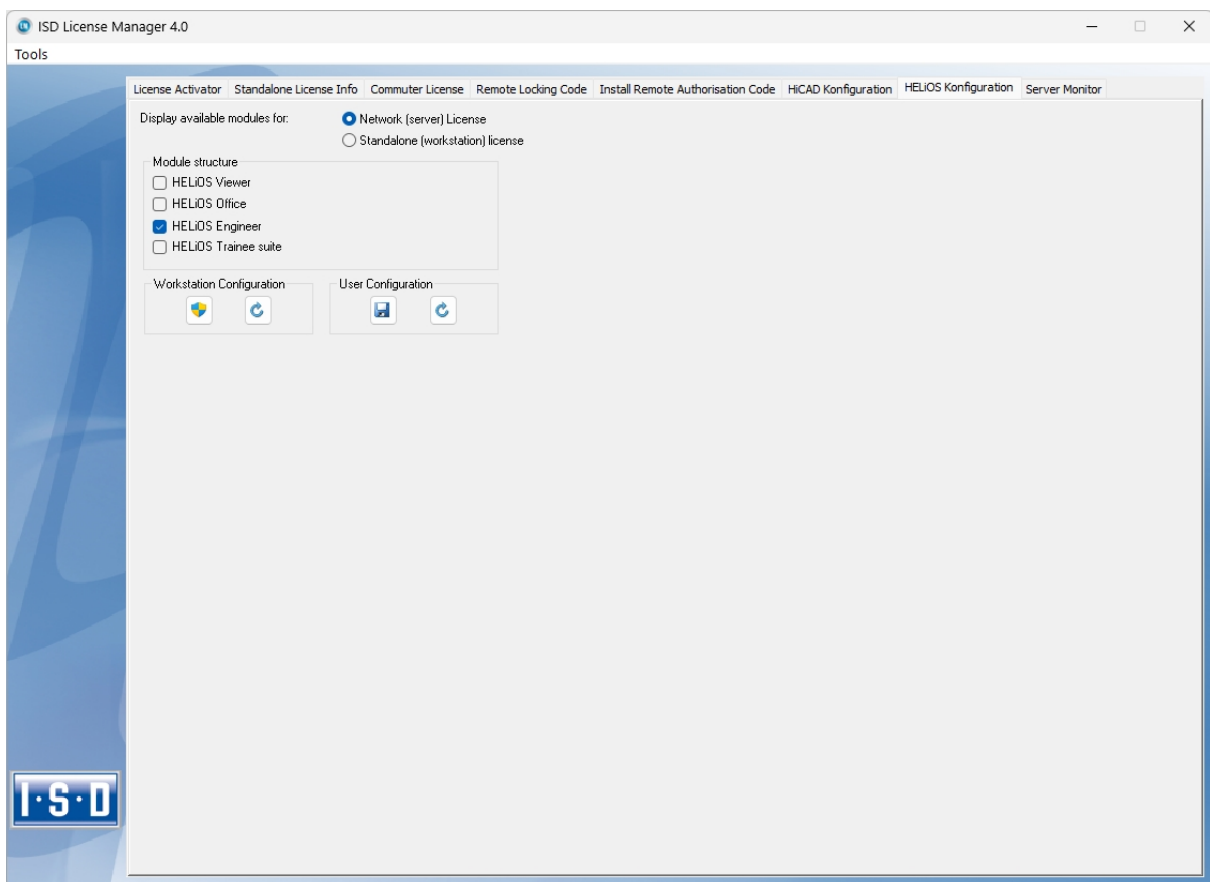 ISD License Manager 4.0
Tools
License Activator Standalone License Info Commuter License Remote Locking Code Install Remote Authorisation Code HiCAD Konfiguration HELiOS Konfiguration Server Monitor
Display available modules for: Network (server) License
Standalone (workstation) license
Module structure
HELiOS Viewer
HELiOS Office
HELiOS Engineer
HELiOS Trainee suite
Workstation Configuration User Configuration
I·S·D